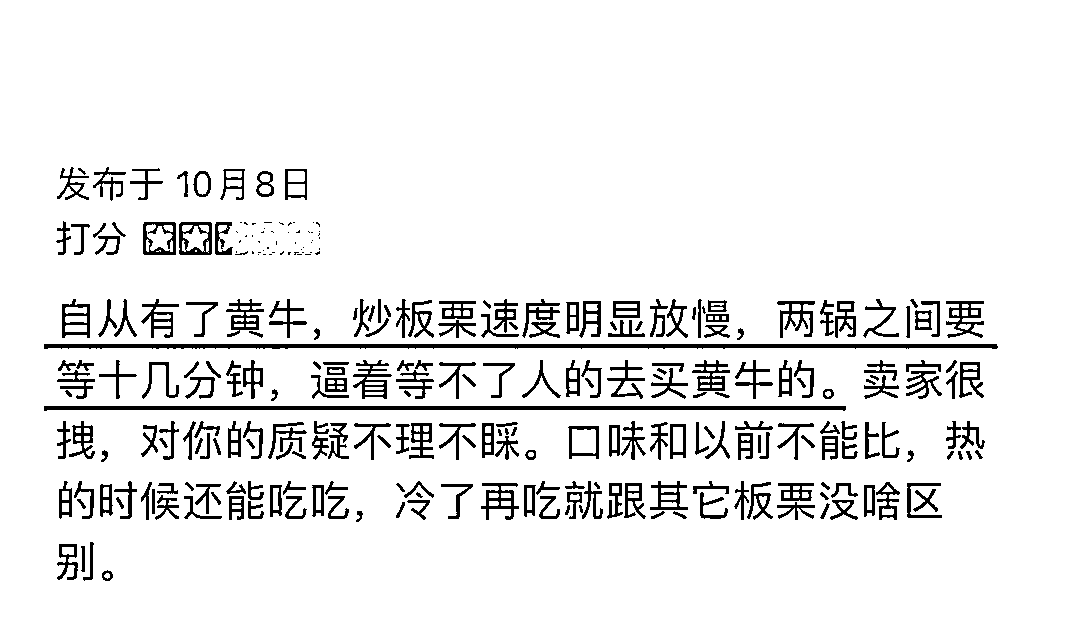 发布于 10月8日
打分
自从有了黄牛，炒板栗速度明显放慢，两锅之间要
等十几分钟，逼着等不了人的去买黄牛的。卖家很
拽，对你的质疑不理不睬。口味和以前不能比，热
的时候还能吃吃，冷了再吃就跟其它板栗没啥区
别。